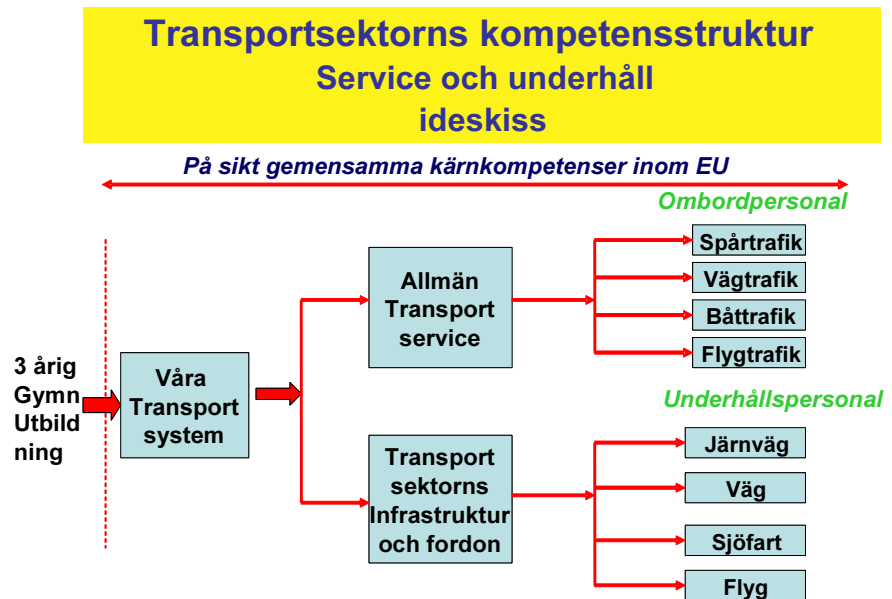 Transportsektorns kompetensstruktur
Service och underhåll
ideskiss
På sikt gemensamma kärnkompetenser inom EU
3 årig
Gymn
Utbild
ning
Våra
Transport
system
Allmän
Transport
service
Ombordpersonal
Spårtrafik
Vägtrafik
Båttrafik
Flygtrafik
Transport
sektorns
Infrastruktur
och fordon
Underhållspersonal
Järnväg
Väg
Sjöfart
Flyg